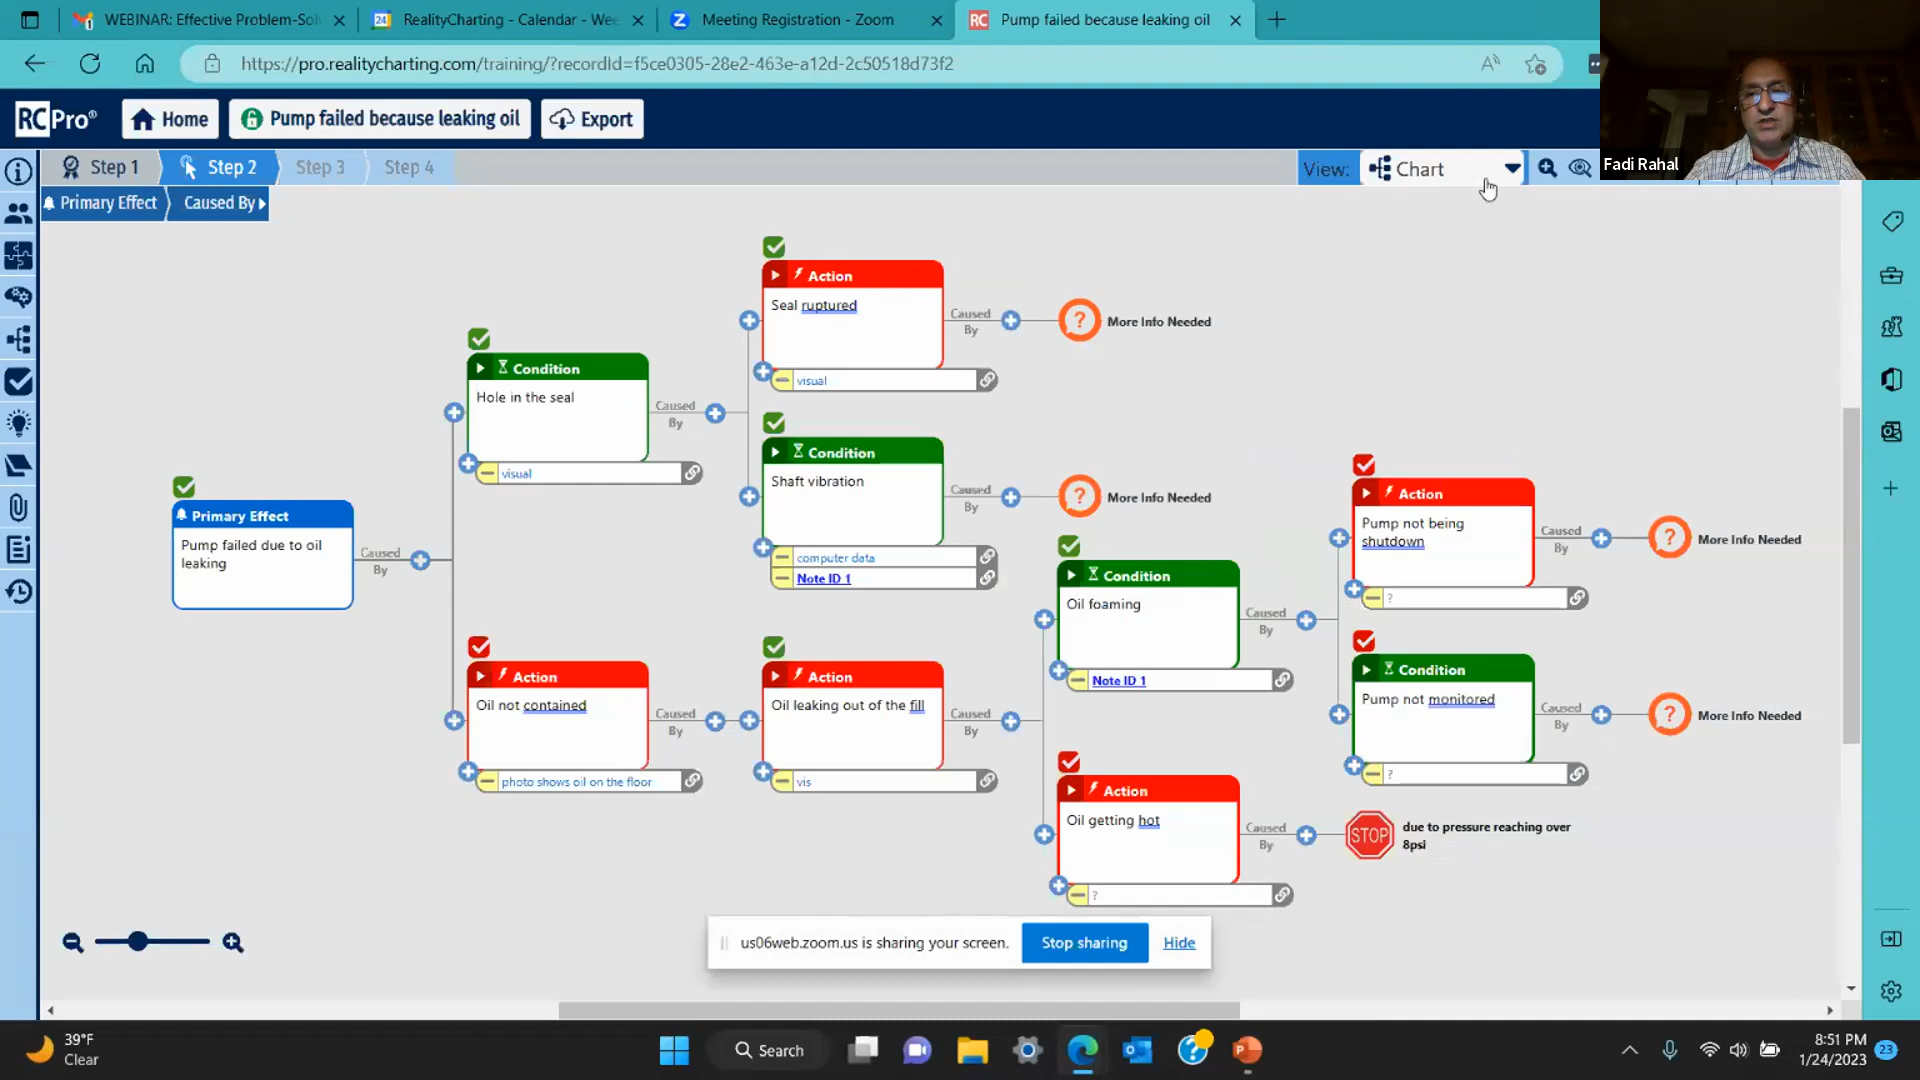 WEBINAR: Effective Problem-Sol
RealityCharting - Calendar - Wee
Meeting Registration - Zoom
RC Pump failed because leaking oil
https://pro.realitycharting.com/training/?recordId=f5ce0305-28e2-463e-a12d-2c50518d73f2
RC Pro®
Home
Pump failed because leaking oil
Export
Fadi Rahal
Step 1
Step 2
Step 3
Step 4
View:
Chart
Primary Effect
Caused By
Action
Seal ruptured
Caused
By
? More Info Needed
visual
Condition
Hole in the seal
Caused
By
visual
Condition
Shaft vibration
Caused
By
? More Info Needed
computer data
Note ID 1
Primary Effect
Pump failed due to oil
leaking
Caused
By
Action
Pump not being
shutdown
Caused
By
? More Info Needed
?
Condition
Oil foaming
Caused
By
Note ID 1
Action
Oil not contained
Caused
By
photo shows oil on the floor
Action
Oil leaking out of the fill
Caused
By
vis
Condition
Pump not monitored
Caused
By
? More Info Needed
?
Action
Oil getting hot
Caused
By
STOP
due to pressure reaching over
8psi
?
us06web.zoom.us is sharing your screen.
Stop sharing
Hide
39°F
Clear
Search
8:51 PM
1/24/2023
23